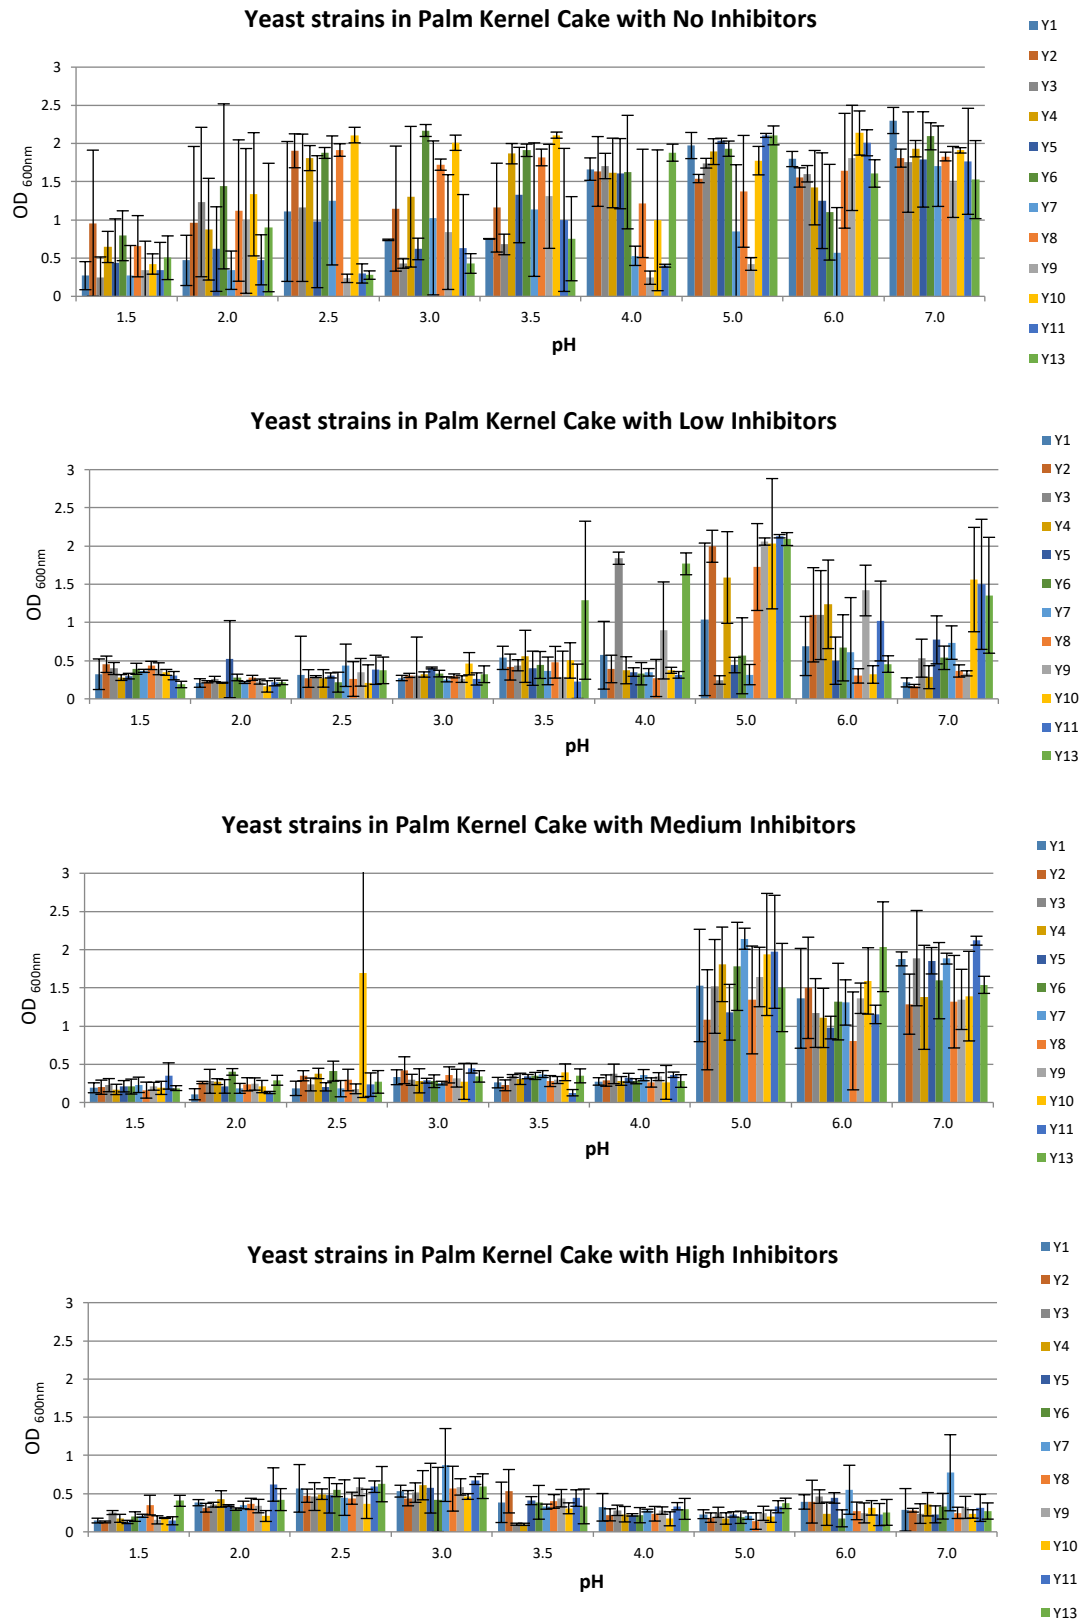 Yeast strains in Palm Kernel Cake with No Inhibitors
OD 600nm
3
2.5
2
1.5
1
0.5
0
1.5 2.0 2.5 3.0 3.5 4.0 5.0 6.0 7.0
pH
Y1
Y2
Y3
Y4
Y5
Y6
Y7
Y8
Y9
Y10
Y11
Y13
Yeast strains in Palm Kernel Cake with Low Inhibitors
OD 600nm
3
2.5
2
1.5
1
0.5
0
1.5 2.0 2.5 3.0 3.5 4.0 5.0 6.0 7.0
pH
Y1
Y2
Y3
Y4
Y5
Y6
Y7
Y8
Y9
Y10
Y11
Y13
Yeast strains in Palm Kernel Cake with Medium Inhibitors
OD 600nm
3
2.5
2
1.5
1
0.5
0
1.5 2.0 2.5 3.0 3.5 4.0 5.0 6.0 7.0
pH
Y1
Y2
Y3
Y4
Y5
Y6
Y7
Y8
Y9
Y10
Y11
Y13
Yeast strains in Palm Kernel Cake with High Inhibitors
OD 600nm
3
2.5
2
1.5
1
0.5
0
1.5 2.0 2.5 3.0 3.5 4.0 5.0 6.0 7.0
pH
Y1
Y2
Y3
Y4
Y5
Y6
Y7
Y8
Y9
Y10
Y11
Y13